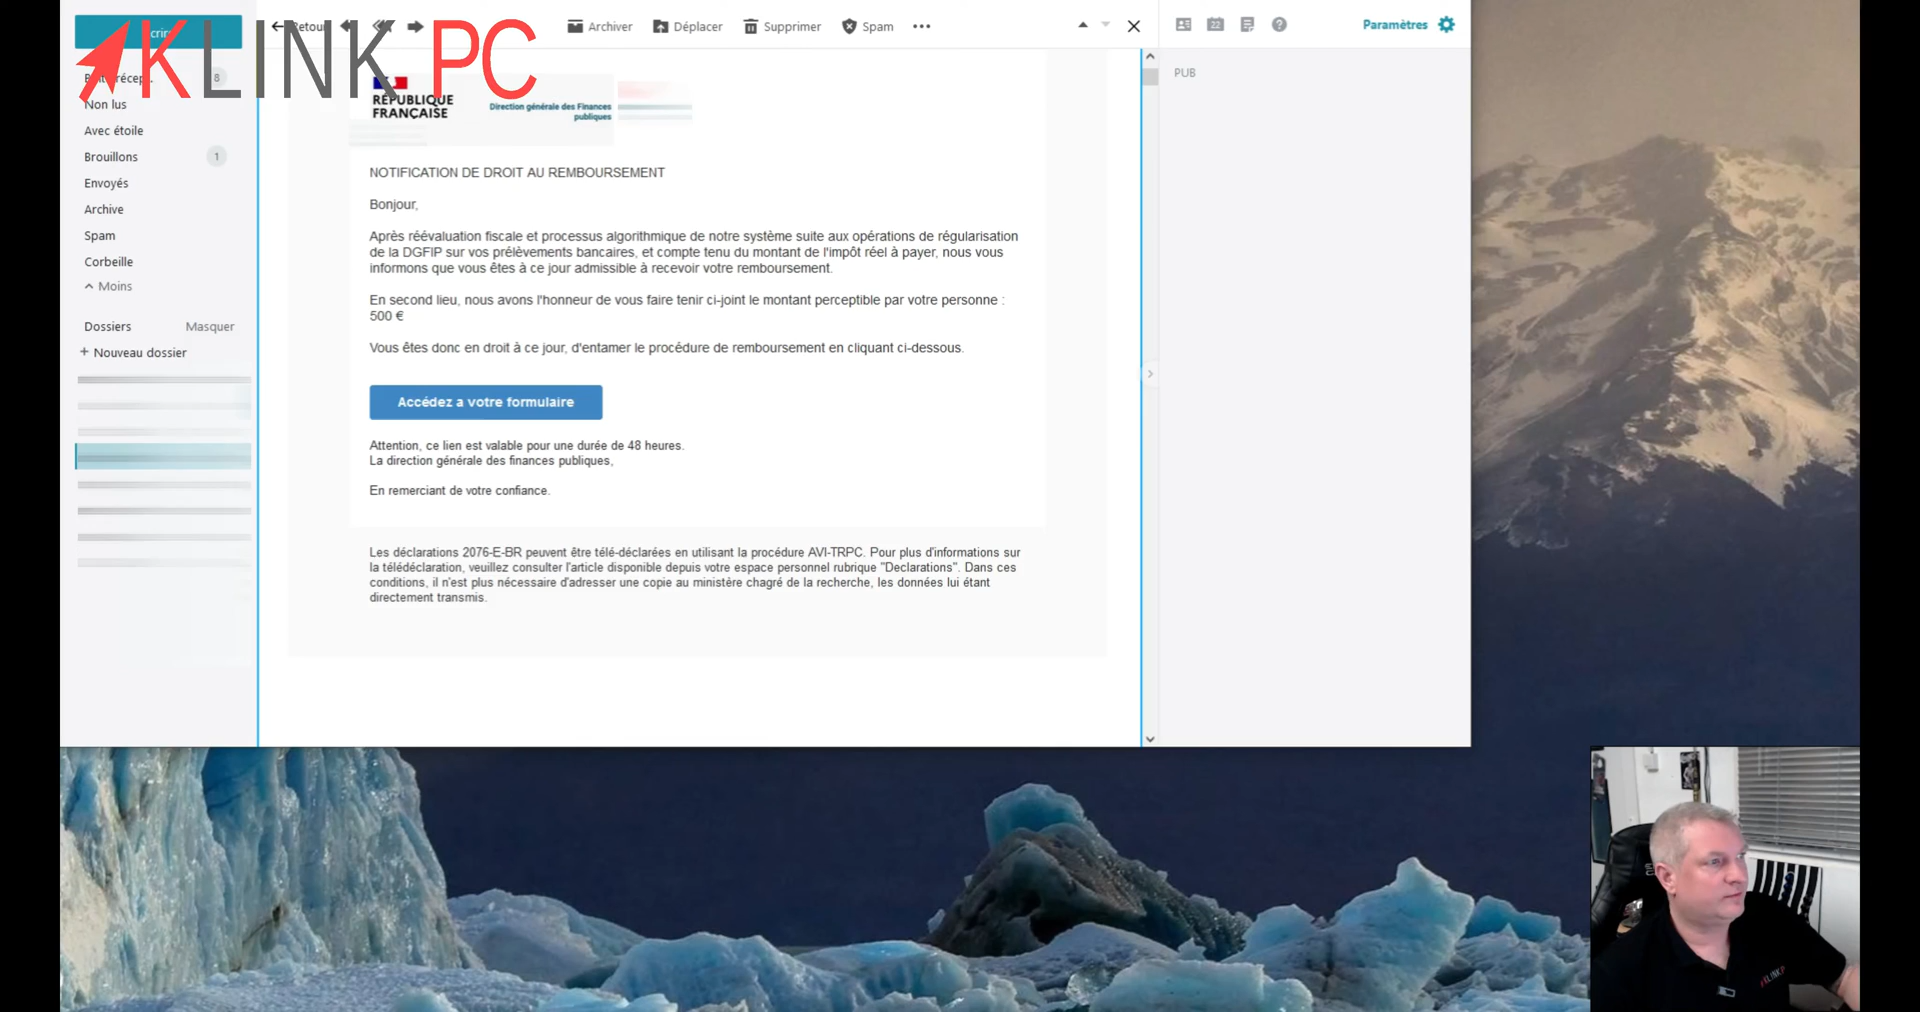 KLINK PC
Retour
Archiver
Déplacer
Supprimer
Spam
Paramètres
22
8
Non lus
Avec étoile
Brouillons
1
Envoyés
Archive
Spam
Corbeille
Moins
Dossiers
Masquer
Nouveau dossier
PUB
RÉPUBLIQUE
FRANÇAISE
Direction générale des Finances
publiques
NOTIFICATION DE DROIT AU REMBOURSEMENT
Bonjour,
Après réévaluation fiscale et processus algorithmique de notre système suite aux opérations de régularisation
de la DGFIP sur vos prélèvements bancaires, et compte tenu du montant de l'impôt réel à payer, nous vous
informons que vous êtes à ce jour admissible à recevoir votre remboursement.
En second lieu, nous avons l'honneur de vous faire tenir ci-joint le montant perceptible par votre personne :
500 €
Vous êtes donc en droit à ce jour, d'entamer le procédure de remboursement en cliquant ci-dessous.
Accédez a votre formulaire
Attention, ce lien est valable pour une durée de 48 heures.
La direction générale des finances publiques,
En remerciant de votre confiance.
Les déclarations 2076-E-BR peuvent être télé-déclarées en utilisant la procédure AVI-TRPC. Pour plus d'informations sur
la télédéclaration, veuillez consulter l'article disponible depuis votre espace personnel rubrique "Declarations". Dans ces
conditions, il n'est plus nécessaire d'adresser une copie au ministère chagré de la recherche, les données lui étant
directement transmis.
KLINK